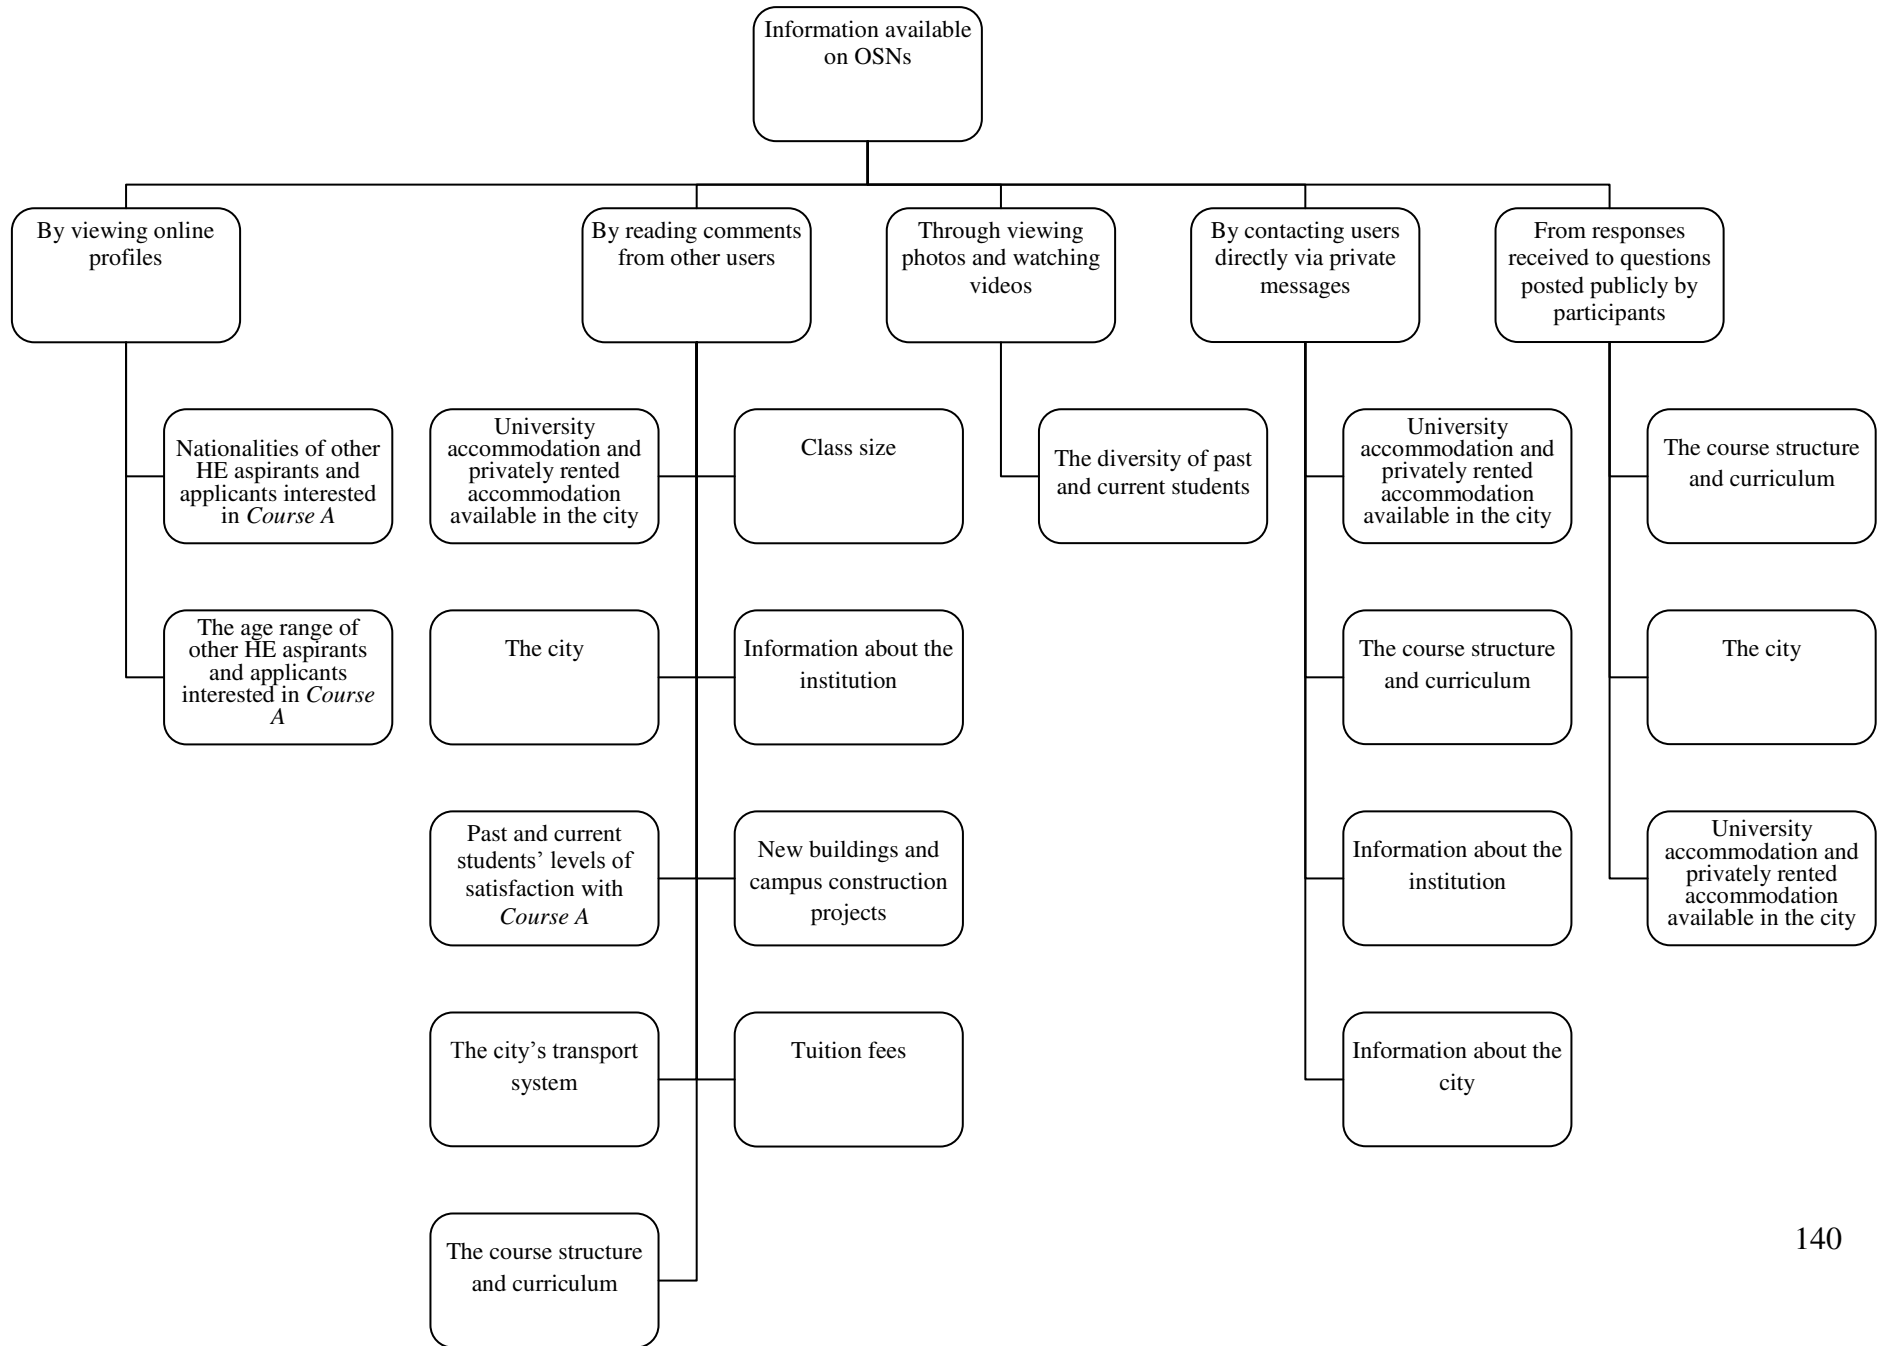 Information available
on OSNs
By viewing online
profiles
By reading comments
from other users
Through viewing
photos and watching
videos
By contacting users
directly via private
messages
From responses
received to questions
posted publicly by
participants
Nationalities of other
HE aspirants and
applicants interested
in Course A
University
accommodation and
privately rented
accommodation
available in the city
Class size
The diversity of past
and current students
University
accommodation and
privately rented
accommodation
available in the city
The course structure
and curriculum
The age range of
other HE aspirants
and applicants
interested in Course
A
The city
Information about the
institution
The course structure
and curriculum
The city
Past and current
students’ levels of
satisfaction with
Course A
New buildings and
campus construction
projects
Information about the
institution
University
accommodation and
privately rented
accommodation
available in the city
The city’s transport
system
Tuition fees
Information about the
city
The course structure
and curriculum
140